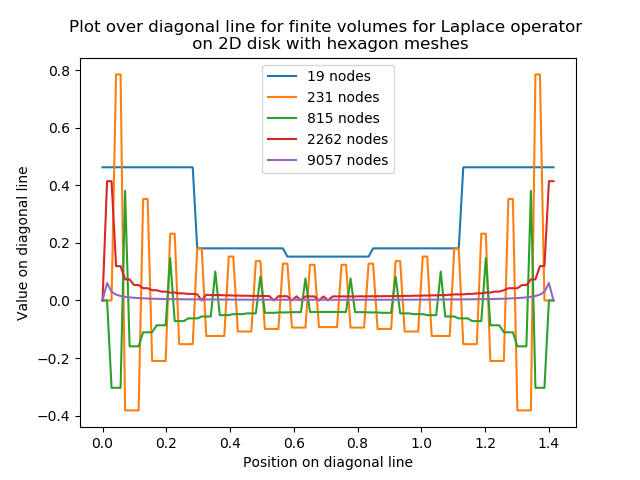 Plot over diagonal line for finite volumes for Laplace operator
on 2D disk with hexagon meshes
19 nodes
231 nodes
815 nodes
2262 nodes
9057 nodes
Value on diagonal line
0.8
0.6
0.4
0.2
0.0
−0.2
−0.4
0.0 0.2 0.4 0.6 0.8 1.0 1.2 1.4
Position on diagonal line